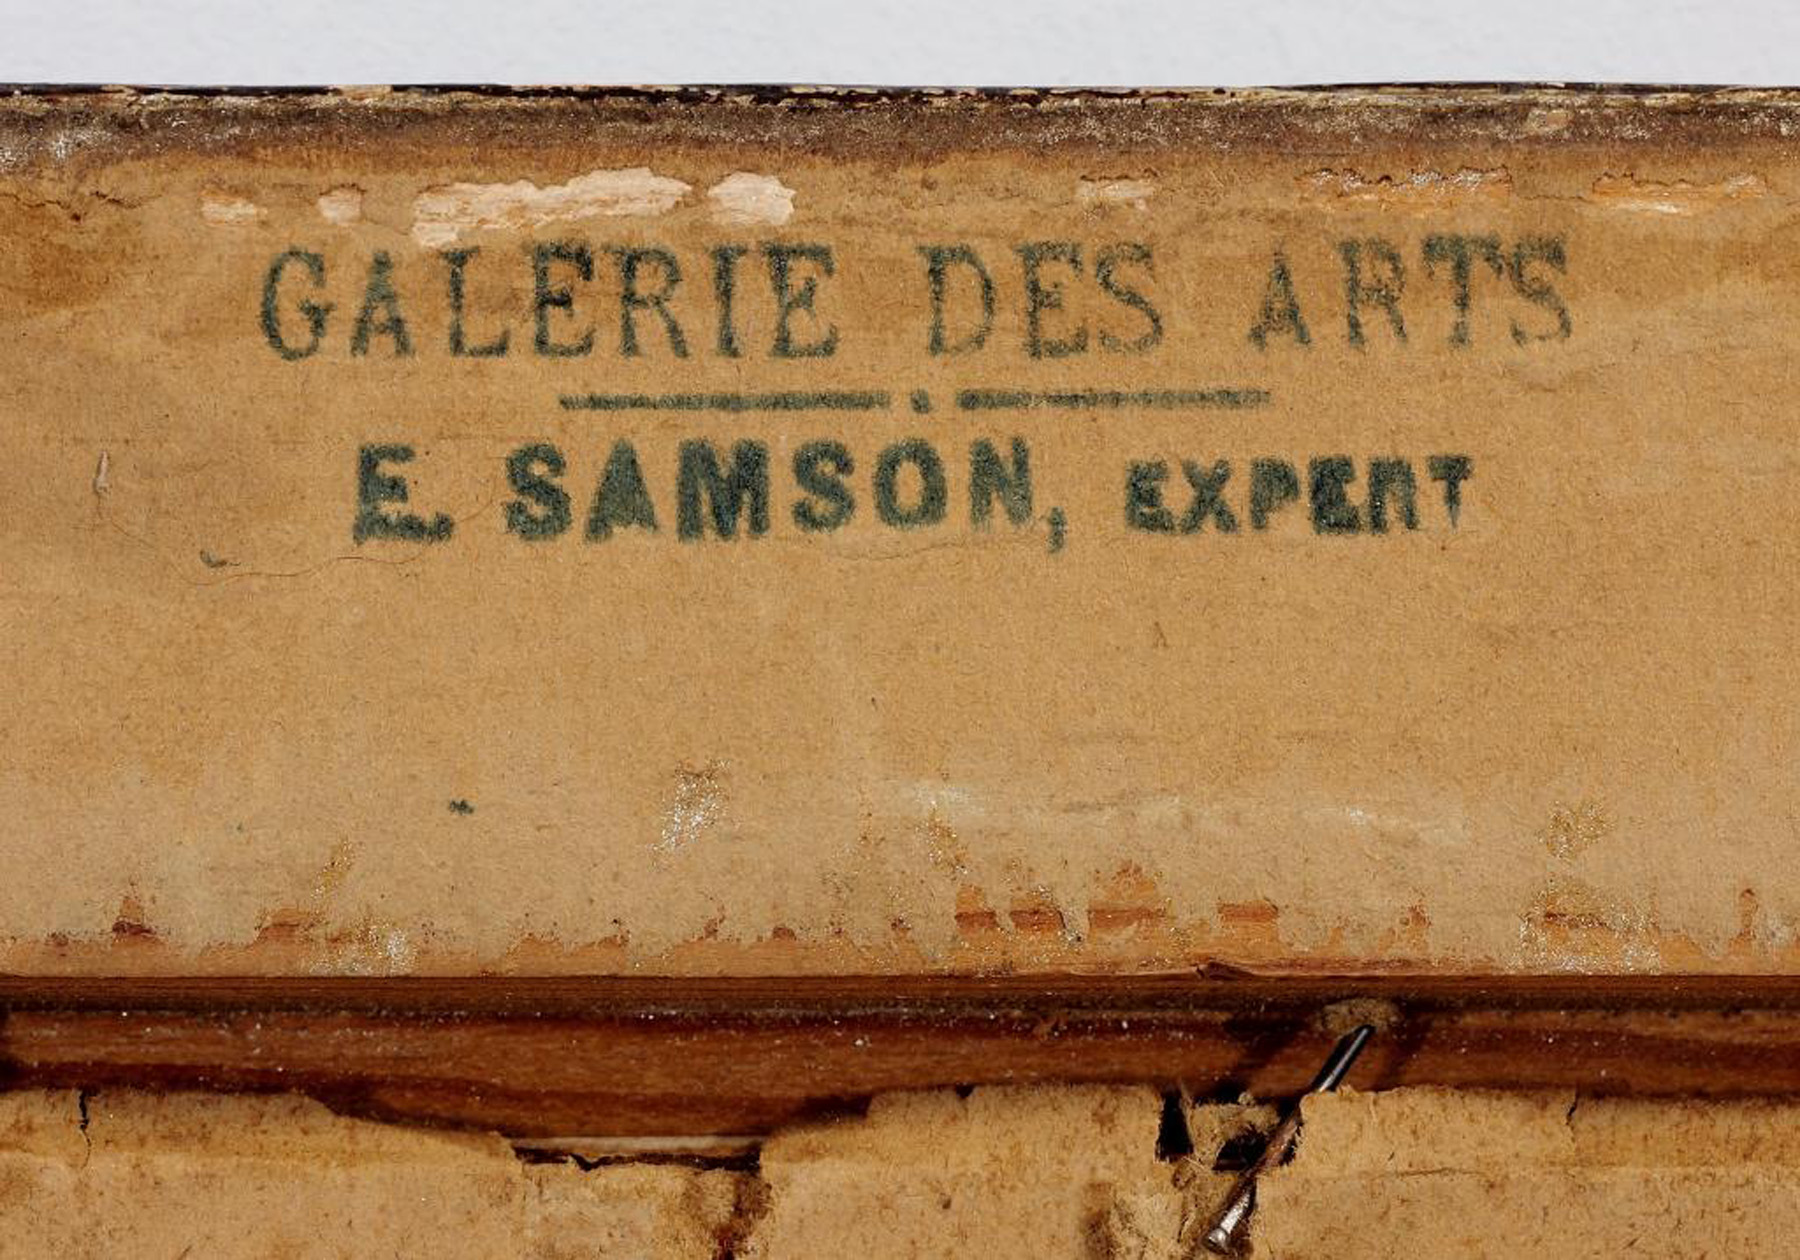 GALERIE DES ARTS
E. SAMSON, EXPERT